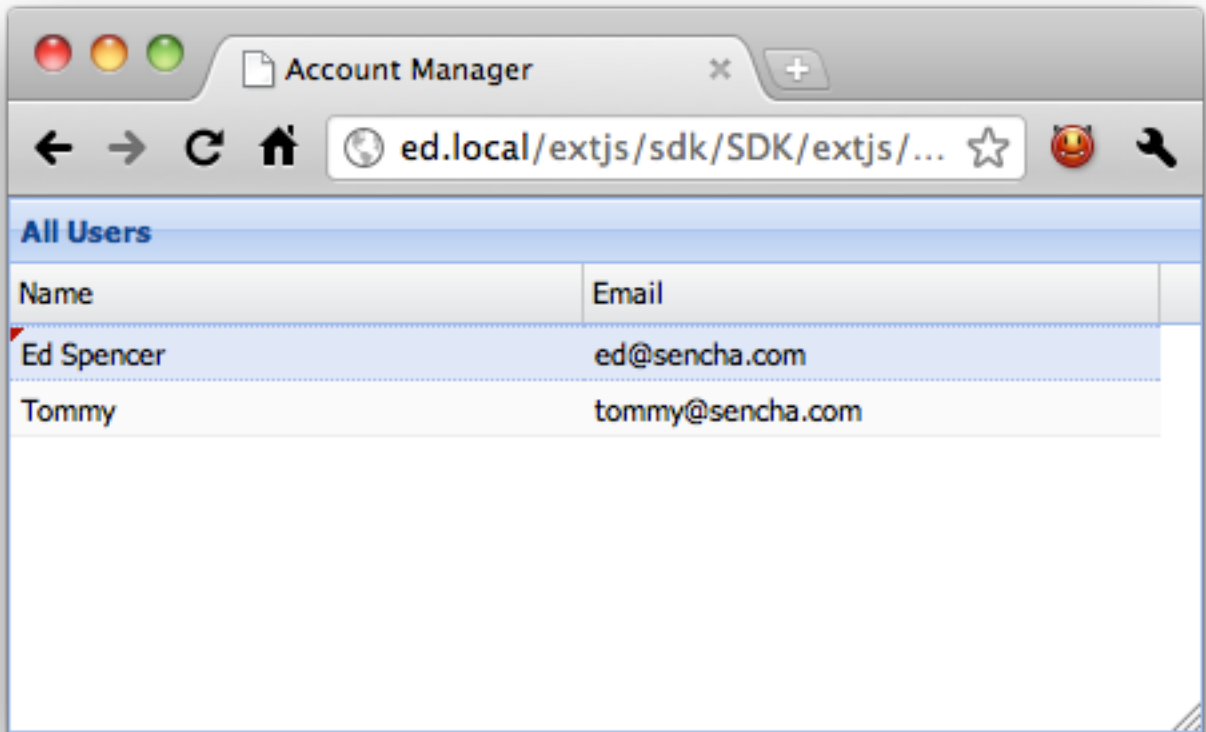 Account Manager
ed.local/extjs/sdk/SDK/extjs/...
All Users
Name Email
Ed Spencer ed@sencha.com
Tommy tommy@sencha.com